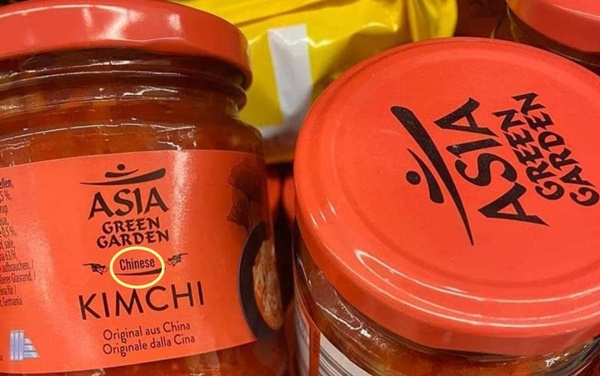 ASIA
GREEN
GARDEN
Chinese
KIMCHI
Original aus China
Originale dalla Cina
ASIA
GREEN
GARDEN